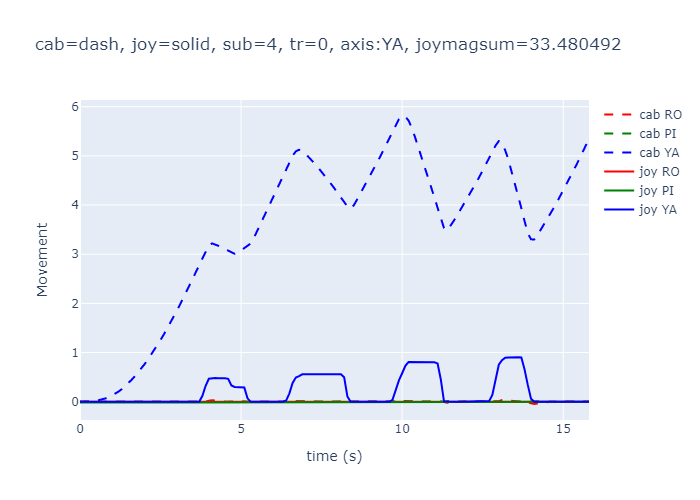 cab=dash, joy=solid, sub=4, tr=0, axis:YA, joymagsum=33.480492
6
5
4
3
2
1
0
Movement
0
5
10
15
time (s)
cab RO
cab PI
cab YA
joy RO
joy PI
joy YA